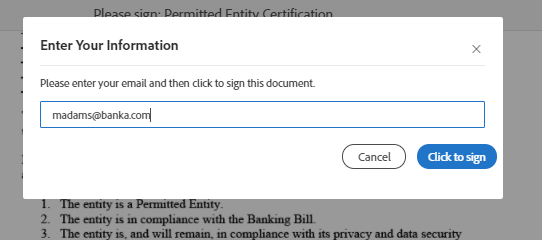 Please sign: Permitted Entity Certification
Enter Your Information
Please enter your email and then click to sign this document.
madams@banka.com
Cancel
Click to sign
1. The entity is a Permitted Entity.
2. The entity is in compliance with the Banking Bill.
3. The entity is, and will remain, in compliance with its privacy and data security